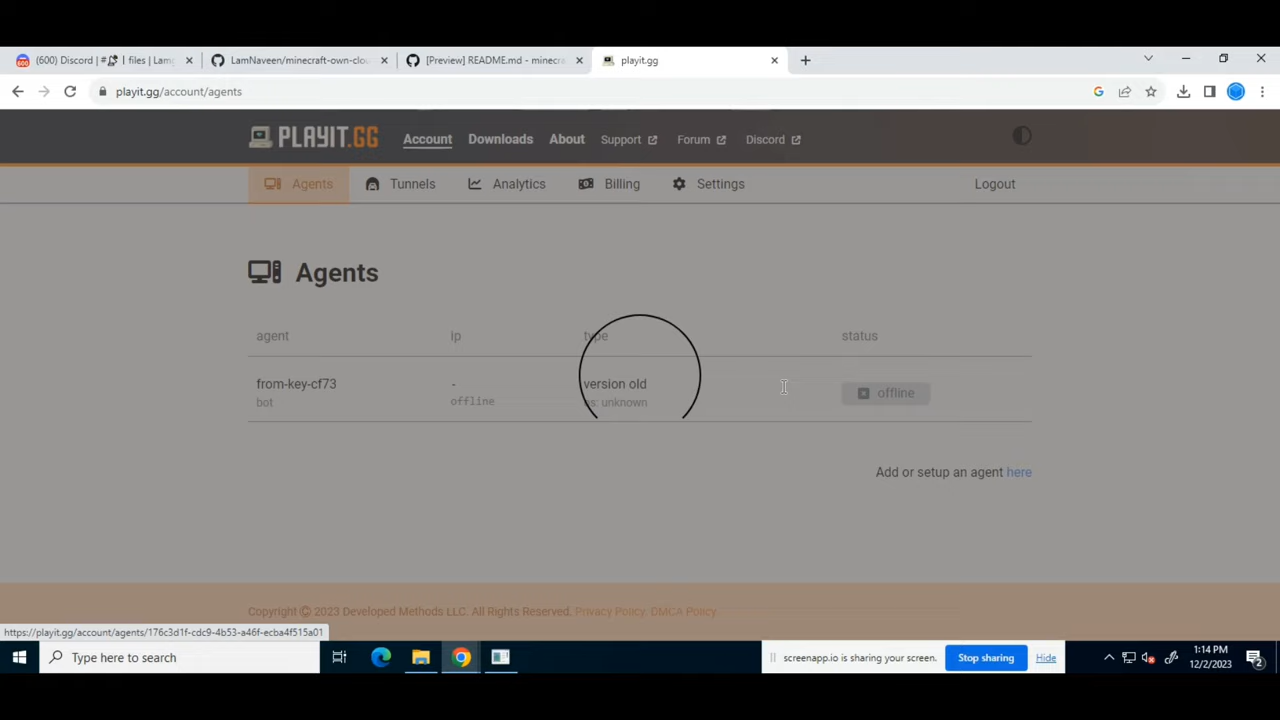 (600) Discord | # | files | Lamg
LamNaveen/minecraft-own-clou
[Preview] README.md - minecra
playit.gg
playit.gg/account/agents
PLAYIT.GG Account Downloads About Support Forum Discord
Agents Tunnels Analytics Billing Settings Logout
Agents
agent ip type status
from-key-cf73 - version old offline
bot offline os: unknown
Add or setup an agent here
Copyright © 2023 Developed Methods LLC. All Rights Reserved. Privacy Policy. DMCA Policy
https://playit.gg/account/agents/176c3d1f-cdc9-4b53-a46f-ecba4f515a01
Type here to search
screenapp.io is sharing your screen. Stop sharing Hide
1:14 PM
12/2/2023
2